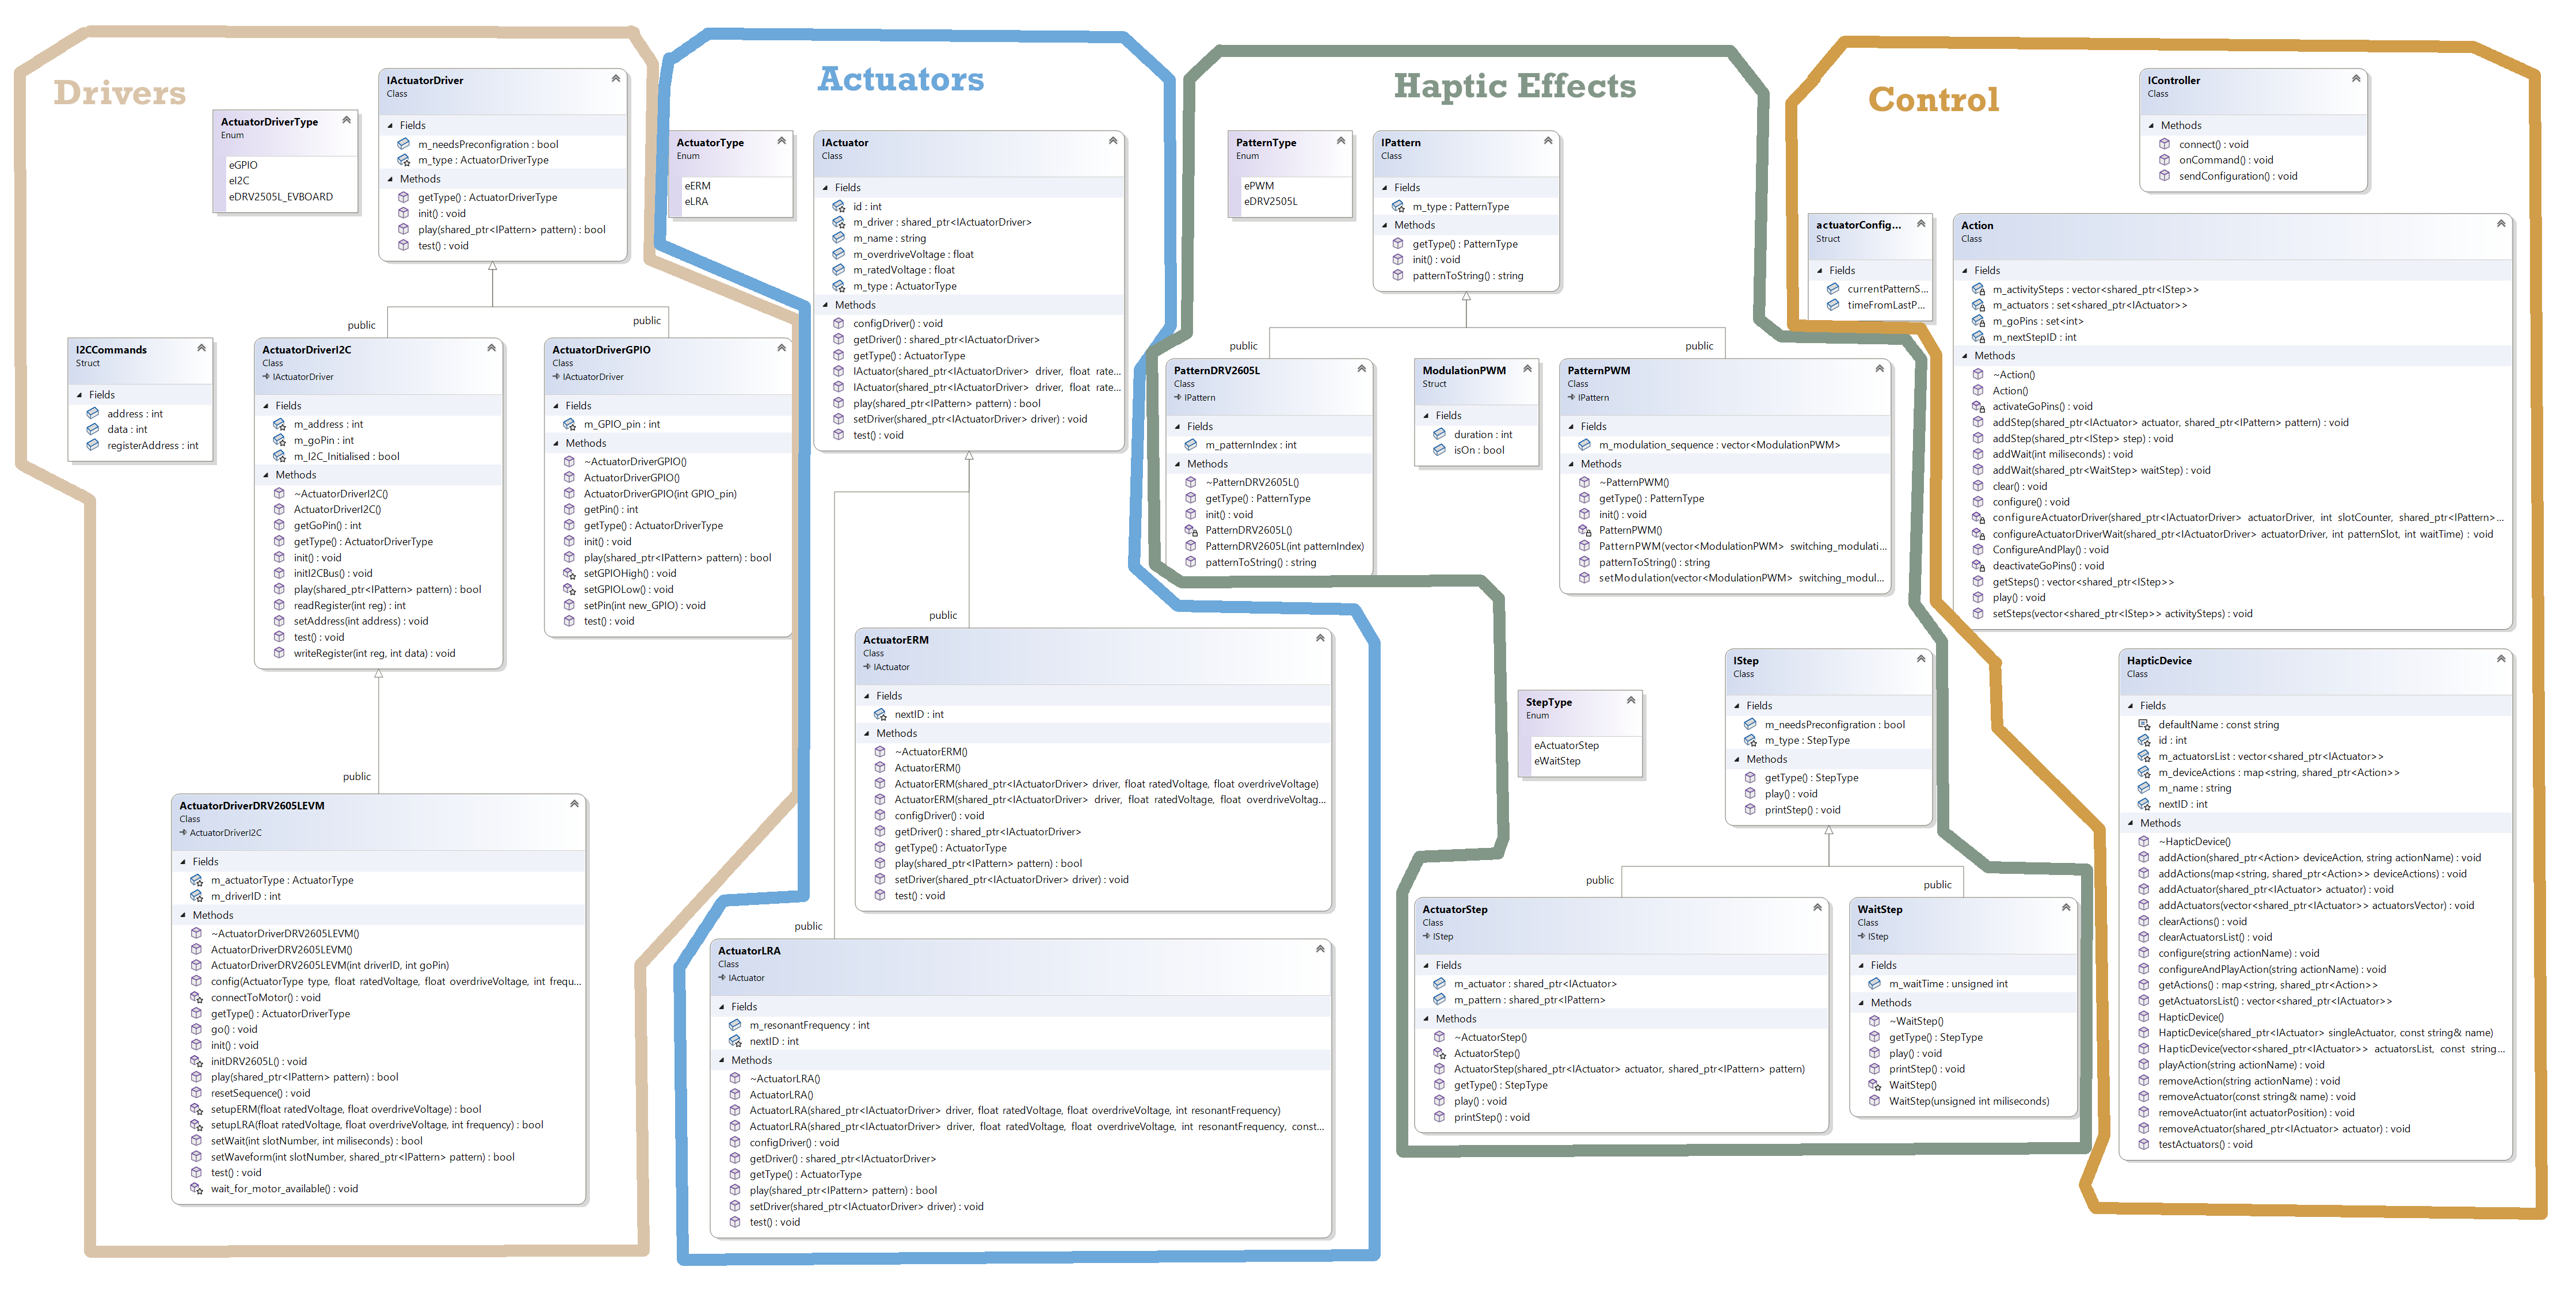 Drivers
IActuatorDriver
Class
Fields
m_needsPreconfigration : bool
m_type : ActuatorDriverType
Methods
getType() : ActuatorDriverType
init() : void
play(shared_ptr<IPattern> pattern) : bool
test() : void
ActuatorDriverType
Enum
eGPIO
eI2C
eDRV2505L_EVBOARD
public
public
I2CCommands
Struct
Fields
address : int
data : int
registerAddress : int
ActuatorDriverI2C
Class
IActuatorDriver
Fields
m_address : int
m_goPin : int
m_I2C_Initialised : bool
Methods
~ActuatorDriverI2C()
ActuatorDriverI2C()
getGoPin() : int
getType() : ActuatorDriverType
init() : void
initI2CBus() : void
play(shared_ptr<IPattern> pattern) : bool
readRegister(int reg) : int
setAddress(int address) : void
test() : void
writeRegister(int reg, int data) : void
ActuatorDriverGPIO
Class
IActuatorDriver
Fields
m_GPIO_pin : int
Methods
~ActuatorDriverGPIO()
ActuatorDriverGPIO()
ActuatorDriverGPIO(int GPIO_pin)
getPin() : int
getType() : ActuatorDriverType
init() : void
play(shared_ptr<IPattern> pattern) : bool
setGPIOHigh() : void
setGPIOLow() : void
setPin(int new_GPIO) : void
test() : void
public
ActuatorDriverDRV2605LEVM
Class
ActuatorDriverI2C
Fields
m_actuatorType : ActuatorType
m_driverID : int
Methods
~ActuatorDriverDRV2605LEVM()
ActuatorDriverDRV2605LEVM()
ActuatorDriverDRV2605LEVM(int driverID, int goPin)
config(ActuatorType type, float ratedVoltage, float overdriveVoltage, int frequ...
connectToMotor() : void
getType() : ActuatorDriverType
go() : void
init() : void
initDRV2605L() : void
play(shared_ptr<IPattern> pattern) : bool
resetSequence() : void
setupERM(float ratedVoltage, float overdriveVoltage) : bool
setupLRA(float ratedVoltage, float overdriveVoltage, int frequency) : bool
setWait(int slotNumber, int miliseconds) : bool
setWaveform(int slotNumber, shared_ptr<IPattern> pattern) : bool
test() : void
wait_for_motor_available() : void
Actuators
ActuatorType
Enum
eERM
eLRA
IActuator
Class
Fields
id : int
m_driver : shared_ptr<IActuatorDriver>
m_name : string
m_overdriveVoltage : float
m_ratedVoltage : float
m_type : ActuatorType
Methods
configDriver() : void
getDriver() : shared_ptr<IActuatorDriver>
getType() : ActuatorType
IActuator(shared_ptr<IActuatorDriver> driver, float rate...
IActuator(shared_ptr<IActuatorDriver> driver, float rate...
play(shared_ptr<IPattern> pattern) : bool
setDriver(shared_ptr<IActuatorDriver> driver) : void
test() : void
public
ActuatorERM
Class
IActuator
Fields
nextID : int
Methods
~ActuatorERM()
ActuatorERM()
ActuatorERM(shared_ptr<IActuatorDriver> driver, float ratedVoltage, float overdriveVoltage)
ActuatorERM(shared_ptr<IActuatorDriver> driver, float ratedVoltage, float overdriveVoltag...
configDriver() : void
getDriver() : shared_ptr<IActuatorDriver>
getType() : ActuatorType
play(shared_ptr<IPattern> pattern) : bool
setDriver(shared_ptr<IActuatorDriver> driver) : void
test() : void
public
ActuatorLRA
Class
IActuator
Fields
m_resonantFrequency : int
nextID : int
Methods
~ActuatorLRA()
ActuatorLRA()
ActuatorLRA(shared_ptr<IActuatorDriver> driver, float ratedVoltage, float overdriveVoltage, int resonantFrequency)
ActuatorLRA(shared_ptr<IActuatorDriver> driver, float ratedVoltage, float overdriveVoltage, int resonantFrequency, const...
configDriver() : void
getDriver() : shared_ptr<IActuatorDriver>
getType() : ActuatorType
play(shared_ptr<IPattern> pattern) : bool
setDriver(shared_ptr<IActuatorDriver> driver) : void
test() : void
Haptic Effects
PatternType
Enum
ePWM
eDRV2505L
IPattern
Class
Fields
m_type : PatternType
Methods
getType() : PatternType
init() : void
patternToString() : string
public
public
PatternDRV2605L
Class
IPattern
Fields
m_patternIndex : int
Methods
~PatternDRV2605L()
getType() : PatternType
init() : void
PatternDRV2605L()
PatternDRV2605L(int patternIndex)
patternToString() : string
ModulationPWM
Struct
Fields
duration : int
isOn : bool
PatternPWM
Class
IPattern
Fields
m_modulation_sequence : vector<ModulationPWM>
Methods
~PatternPWM()
getType() : PatternType
init() : void
PatternPWM()
PatternPWM(vector<ModulationPWM> switching_modulati...
patternToString() : string
setModulation(vector<ModulationPWM> switching_modul...
StepType
Enum
eActuatorStep
eWaitStep
IStep
Class
Fields
m_needsPreconfigration : bool
m_type : StepType
Methods
getType() : StepType
play() : void
printStep() : void
public
public
ActuatorStep
Class
IStep
Fields
m_actuator : shared_ptr<IActuator>
m_pattern : shared_ptr<IPattern>
Methods
~ActuatorStep()
ActuatorStep()
ActuatorStep(shared_ptr<IActuator> actuator, shared_ptr<IPattern> pattern)
getType() : StepType
play() : void
printStep() : void
WaitStep
Class
IStep
Fields
m_waitTime : unsigned int
Methods
~WaitStep()
getType() : StepType
play() : void
printStep() : void
WaitStep()
WaitStep(unsigned int miliseconds)
Control
IController
Class
Methods
connect() : void
onCommand() : void
sendConfiguration() : void
actuatorConfig...
Struct
Fields
currentPatternS...
timeFromLastP...
Action
Class
Fields
m_activitySteps : vector<shared_ptr<IStep>>
m_actuators : set<shared_ptr<IActuator>>
m_goPins : set<int>
m_nextStepID : int
Methods
~Action()
Action()
activateGoPins() : void
addStep(shared_ptr<IActuator> actuator, shared_ptr<IPattern> pattern) : void
addStep(shared_ptr<IStep> step) : void
addWait(int miliseconds) : void
addWait(shared_ptr<WaitStep> waitStep) : void
clear() : void
configure() : void
configureActuatorDriver(shared_ptr<IActuatorDriver> actuatorDriver, int slotCounter, shared_ptr<IPattern>...
configureActuatorDriverWait(shared_ptr<IActuatorDriver> actuatorDriver, int patternSlot, int waitTime) : void
ConfigureAndPlay() : void
deactivateGoPins() : void
getSteps() : vector<shared_ptr<IStep>>
play() : void
setSteps(vector<shared_ptr<IStep>> activitySteps) : void
HapticDevice
Class
Fields
defaultName : const string
id : int
m_actuatorsList : vector<shared_ptr<IActuator>>
m_deviceActions : map<string, shared_ptr<Action>>
m_name : string
nextID : int
Methods
~HapticDevice()
addAction(shared_ptr<Action> deviceAction, string actionName) : void
addActions(map<string, shared_ptr<Action>> deviceActions) : void
addActuator(shared_ptr<IActuator> actuator) : void
addActuators(vector<shared_ptr<IActuator>> actuatorsVector) : void
clearActions() : void
clearActuatorsList() : void
configure(string actionName) : void
configureAndPlayAction(string actionName) : void
getActions() : map<string, shared_ptr<Action>>
getActuatorsList() : vector<shared_ptr<IActuator>>
HapticDevice()
HapticDevice(shared_ptr<IActuator> singleActuator, const string& name)
HapticDevice(vector<shared_ptr<IActuator>> actuatorsList, const string...
playAction(string actionName) : void
removeAction(string actionName) : void
removeActuator(const string& name) : void
removeActuator(int actuatorPosition) : void
removeActuator(shared_ptr<IActuator> actuator) : void
testActuators() : void